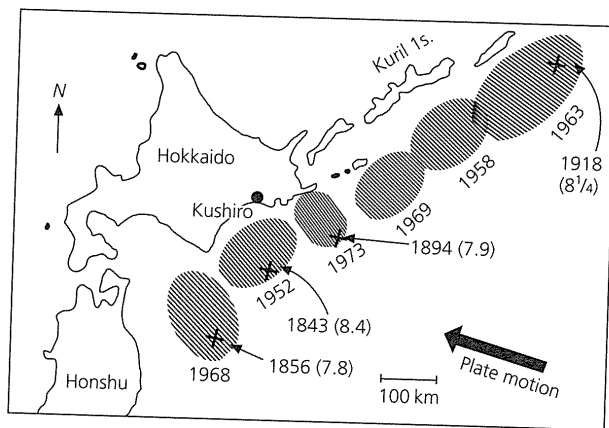 Kuril 1s.
N
1963
Hokkaido
1918
(8¼)
1958
Kushiro
1969
1973
1894 (7.9)
1952
1843 (8.4)
1856 (7.8)
1968
Honshu
Plate motion
100 km